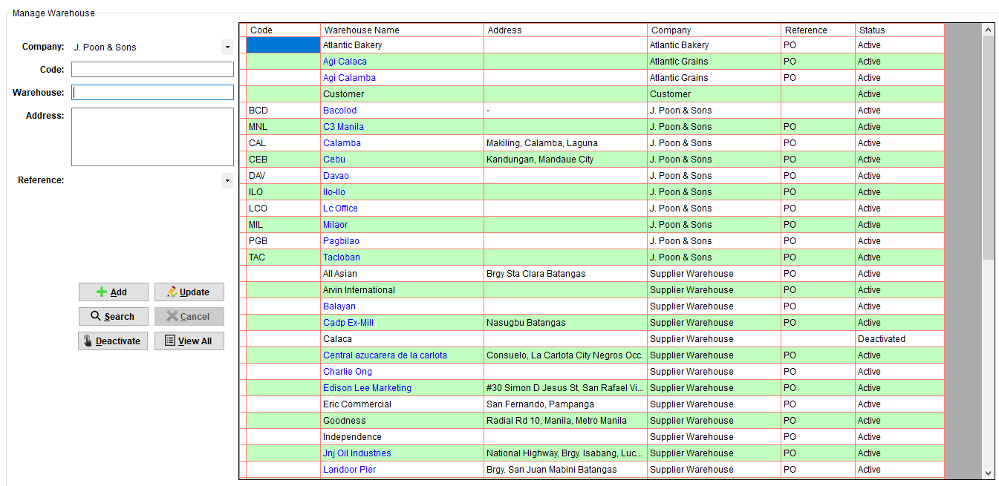 Manage Warehouse
Company: J. Poon & Sons
Code:
Warehouse:
Address:
Reference:
Add Update
Search Cancel
Deactivate View All
Code Warehouse Name Address Company Reference Status
Atlantic Bakery Atlantic Bakery PO Active
Agi Calaca Atlantic Grains PO Active
Agi Calamba Atlantic Grains PO Active
Customer Customer Active
BCD Bacolod - J. Poon & Sons Active
MNL C3 Manila J. Poon & Sons PO Active
CAL Calamba Makiling, Calamba, Laguna J. Poon & Sons PO Active
CEB Cebu Kandungan, Mandaue City J. Poon & Sons PO Active
DAV Davao J. Poon & Sons PO Active
ILO Ilo-Ilo J. Poon & Sons PO Active
LCO Lc Office J. Poon & Sons PO Active
MIL Milaor J. Poon & Sons PO Active
PGB Pagbilao J. Poon & Sons PO Active
TAC Tacloban J. Poon & Sons PO Active
All Asian Brgy Sta Clara Batangas Supplier Warehouse PO Active
Arvin International Supplier Warehouse PO Active
Balayan Supplier Warehouse PO Active
Cadp Ex-Mill Nasugbu Batangas Supplier Warehouse PO Active
Calaca Supplier Warehouse Deactivated
Central azucarera de la carlota Consuelo, La Carlota City Negros Occ. Supplier Warehouse PO Active
Charlie Ong Supplier Warehouse PO Active
Edison Lee Marketing #30 Simon D Jesus St, San Rafael Vi... Supplier Warehouse PO Active
Eric Commercial San Fernando, Pampanga Supplier Warehouse PO Active
Goodness Radial Rd 10, Manila, Metro Manila Supplier Warehouse PO Active
Independence Supplier Warehouse PO Active
Jnj Oil Industries National Highway, Brgy. Isabang, Luc... Supplier Warehouse PO Active
Landoor Pier Brgy. San Juan Mabini Batangas Supplier Warehouse PO Active